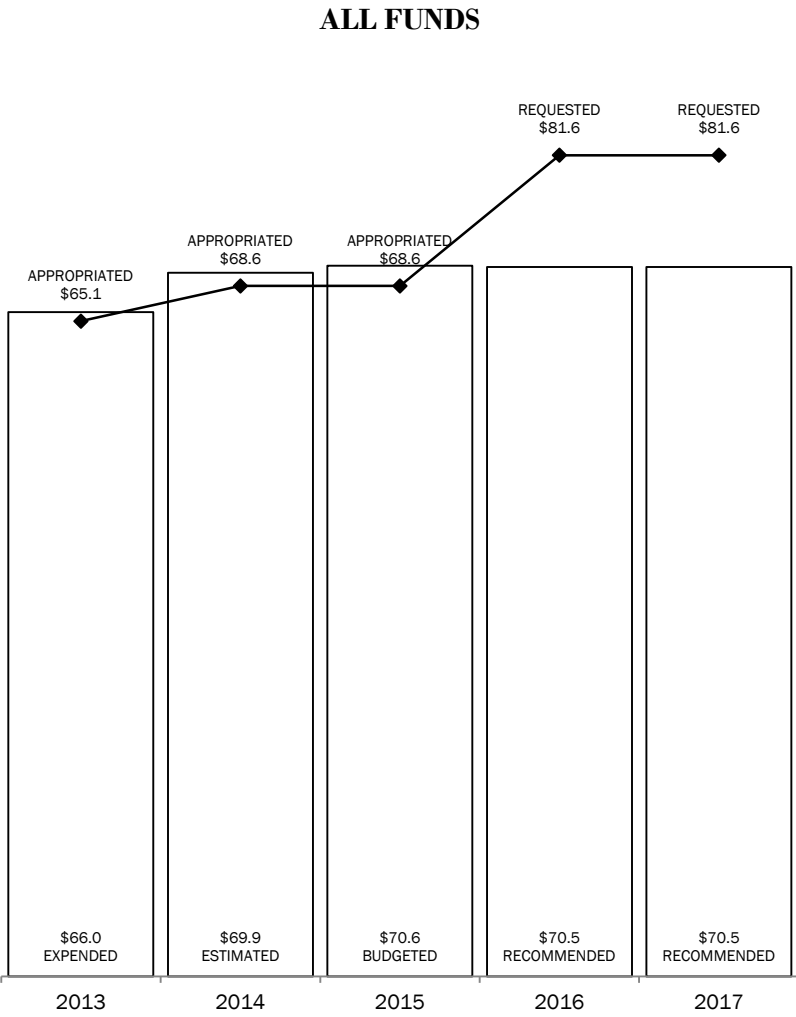 ALL FUNDS
REQUESTED
$81.6
REQUESTED
$81.6
APPROPRIATED
$68.6
APPROPRIATED
$68.6
APPROPRIATED
$65.1
$66.0
EXPENDED
$69.9
ESTIMATED
$70.6
BUDGETED
$70.5
RECOMMENDED
$70.5
RECOMMENDED
2013
2014
2015
2016
2017